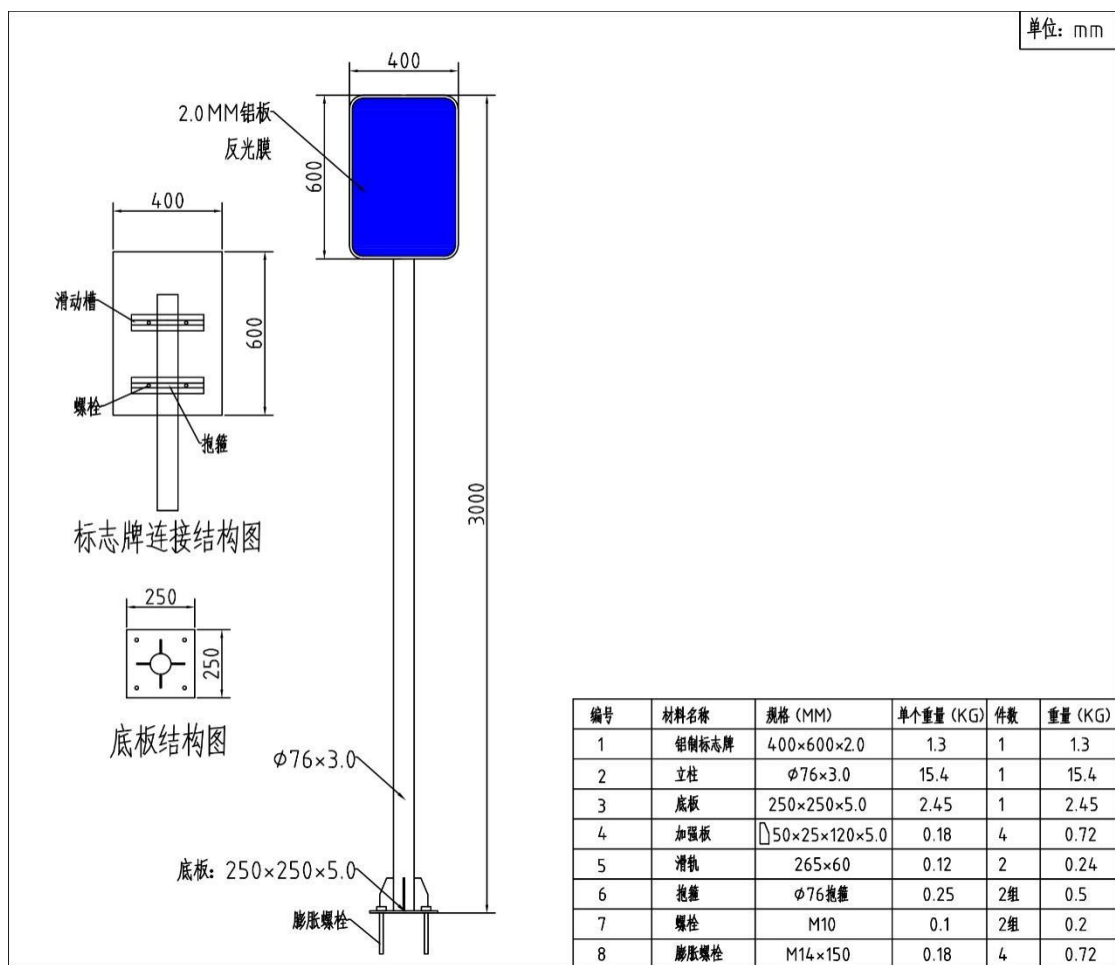 单位: mm
400
2.0MM铝板
反光膜
600
400
滑动槽
600
螺栓
抱箍
3000
标志牌连接结构图
250
250
底板结构图
Φ76×3.0
底板: 250×250×5.0
膨胀螺栓
编号 材料名称 规格 (MM) 单个重量 (KG) 件数 重量 (KG)
1 铝制标志牌 400×600×2.0 1.3 1 1.3
2 立柱 Φ76×3.0 15.4 1 15.4
3 底板 250×250×5.0 2.45 1 2.45
4 加强板 50×25×120×5.0 0.18 4 0.72
5 滑轨 265×60 0.12 2 0.24
6 抱箍 Φ76抱箍 0.25 2组 0.5
7 螺栓 M10 0.1 2组 0.2
8 膨胀螺栓 M14×150 0.18 4 0.72